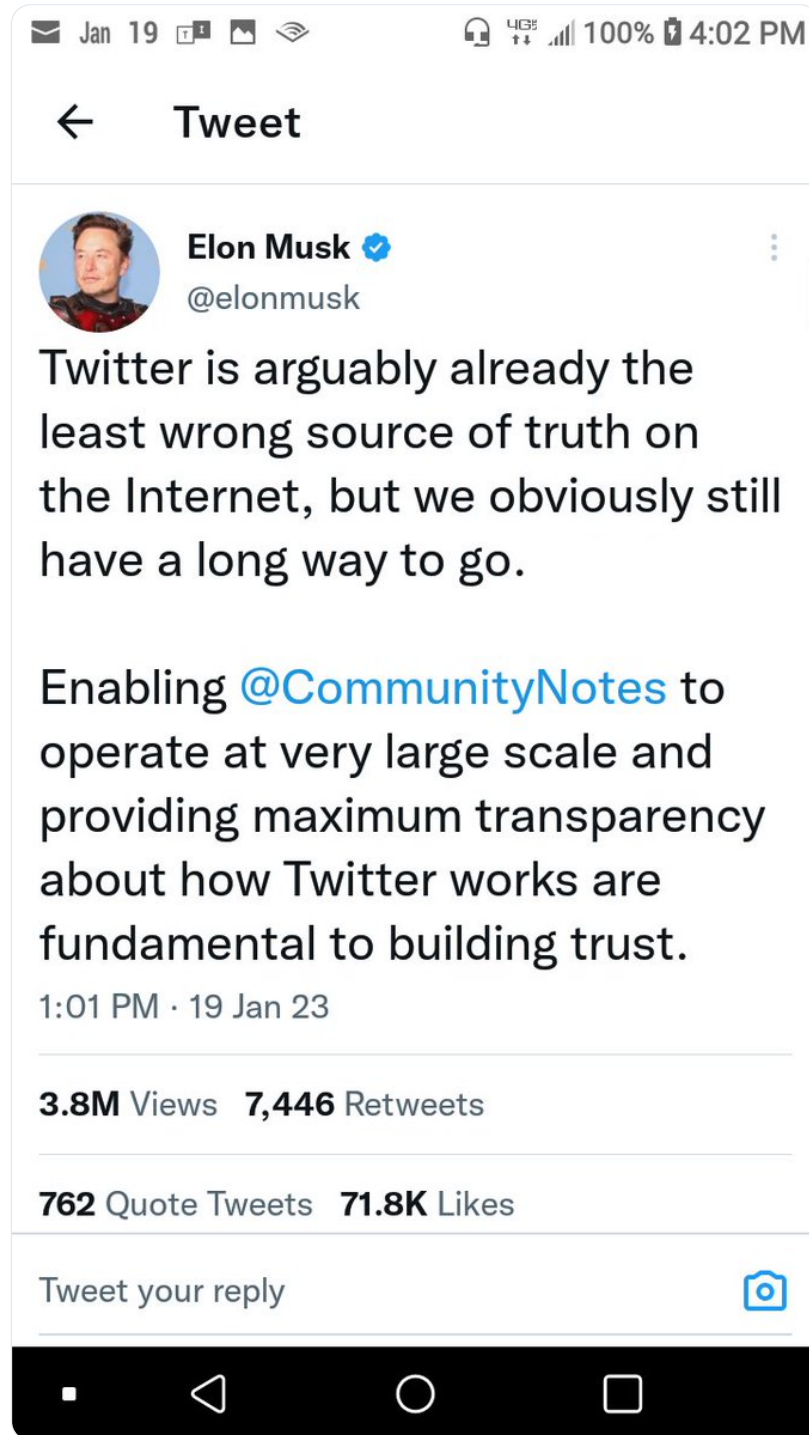 Jan 19 4G 100% 4:02 PM
Tweet
Elon Musk
@elonmusk
Twitter is arguably already the
least wrong source of truth on
the Internet, but we obviously still
have a long way to go.
Enabling @CommunityNotes to
operate at very large scale and
providing maximum transparency
about how Twitter works are
fundamental to building trust.
1:01 PM · 19 Jan 23
3.8M Views 7,446 Retweets
762 Quote Tweets 71.8K Likes
Tweet your reply